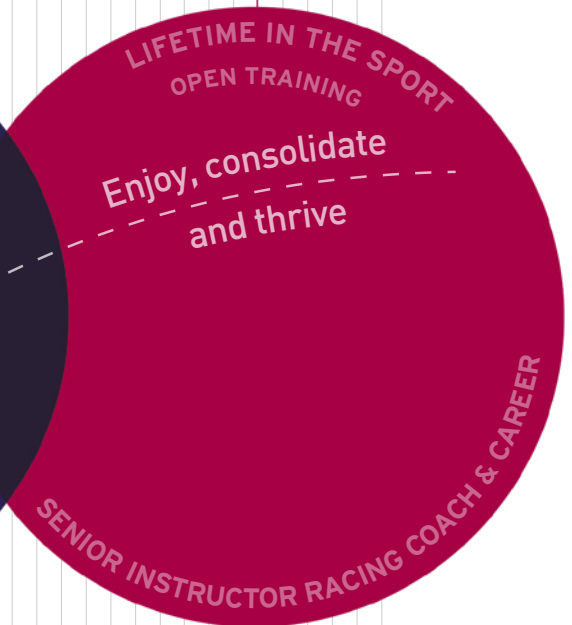 LIFETIME IN THE SPORT
OPEN TRAINING
Enjoy, consolidate
and thrive
SENIOR INSTRUCTOR RACING COACH & CAREER